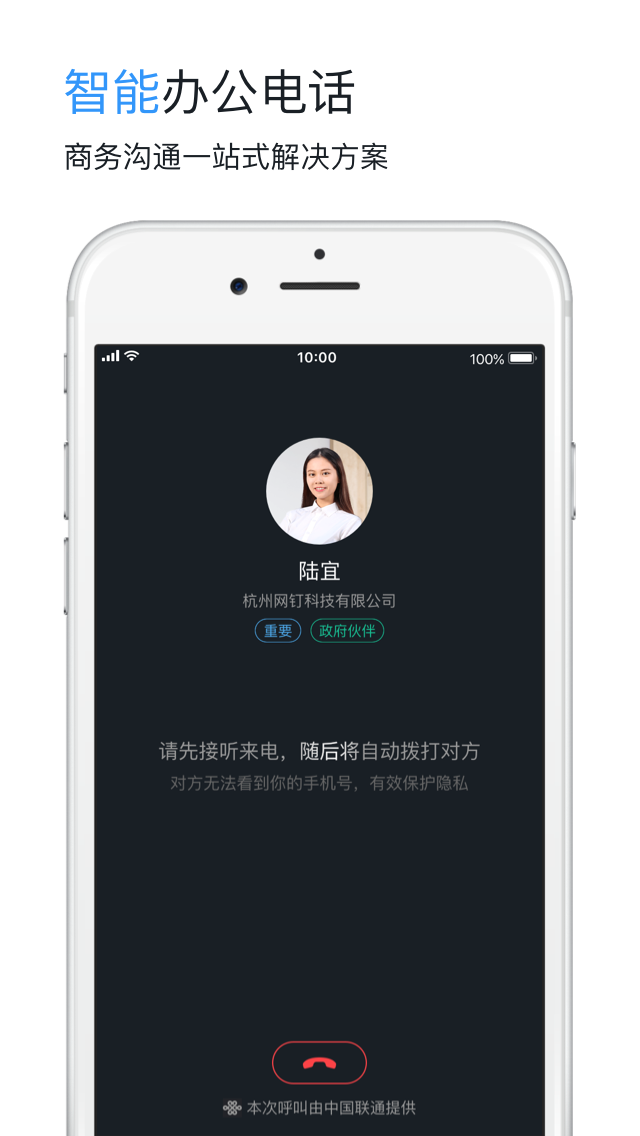 智能办公电话
商务沟通一站式解决方案
10:00
100%
陆宜
杭州网钉科技有限公司
重要 政府伙伴
请先接听来电，随后将自动拨打对方
对方无法看到你的手机号，有效保护隐私
本次呼叫由中国联通提供